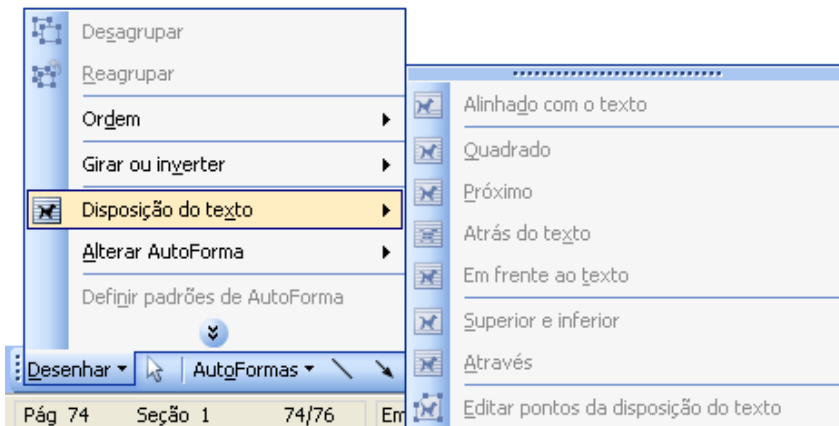 Desagrupar
Reagrupar
Ordem
Girar ou inverter
Disposição do texto
Alterar AutoForma
Definir padrões de AutoForma
Alinhado com o texto
Quadrado
Próximo
Atrás do texto
Em frente ao texto
Superior e inferior
Através
Editar pontos da disposição do texto
Desenhar AutoFormas
Pág 74 Seção 1 74/76 Em